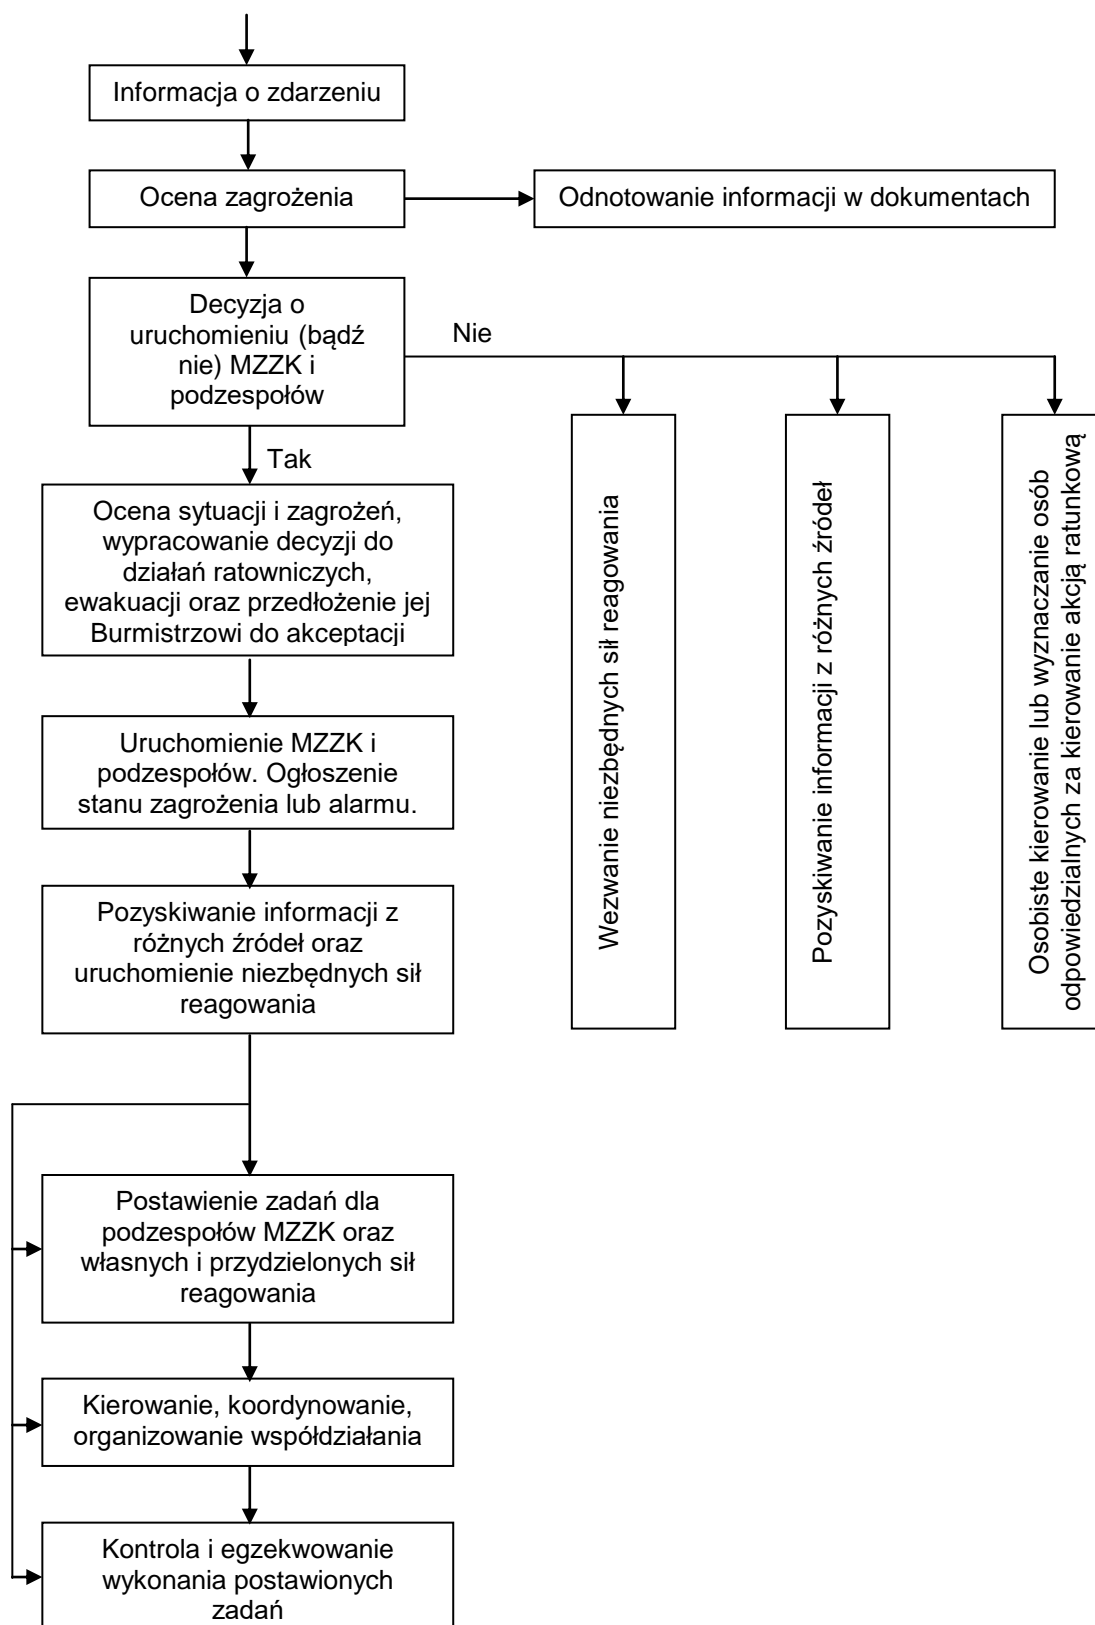 Informacja o zdarzeniu
Ocena zagrożenia
Odnotowanie informacji w dokumentach
Decyzja o
uruchomieniu (bądź
nie) MZZK i
podzespołów
Nie
Tak
Ocena sytuacji i zagrożeń,
wypracowanie decyzji do
działań ratowniczych,
ewakuacji oraz przedłożenie jej
Burmistrzowi do akceptacji
Wezwanie niezbędnych sił reagowania
Pozyskiwanie informacji z różnych źródeł
Osobiste kierowanie lub wyznaczanie osób
odpowiedzialnych za kierowanie akcją ratunkową
Uruchomienie MZZK i
podzespołów. Ogłoszenie
stanu zagrożenia lub alarmu.
Pozyskiwanie informacji z
różnych źródeł oraz
uruchomienie niezbędnych sił
reagowania
Postawienie zadań dla
podzespołów MZZK oraz
własnych i przydzielonych sił
reagowania
Kierowanie, koordynowanie,
organizowanie współdziałania
Kontrola i egzekwowanie
wykonania postawionych
zadań